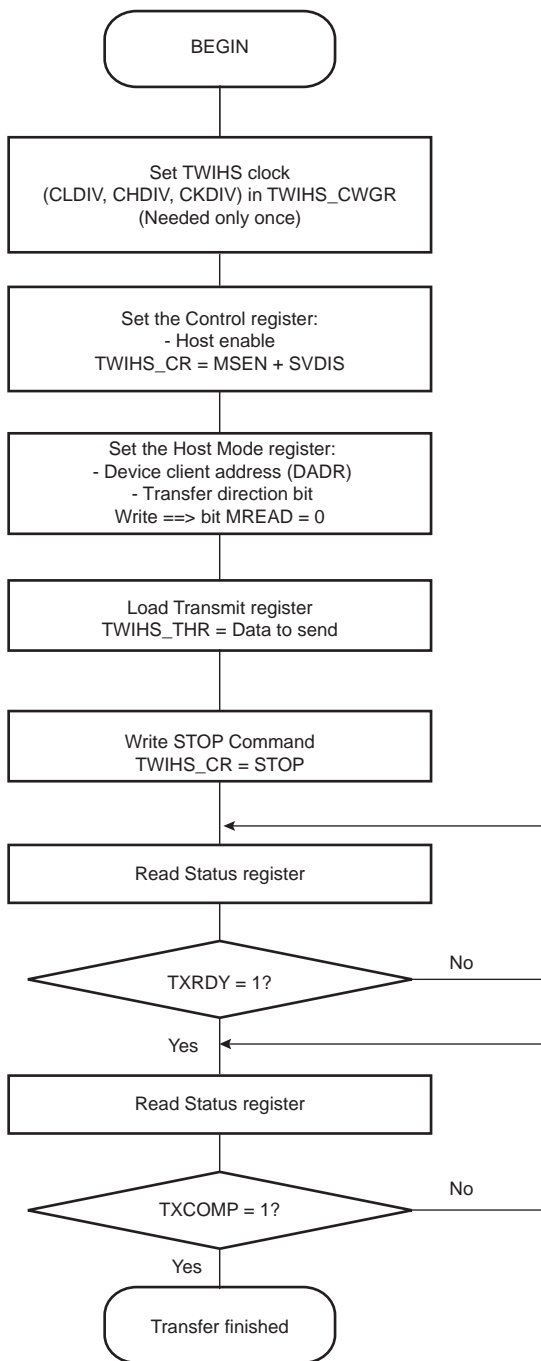 BEGIN
Set TWIHS clock
(CLDIV, CHDIV, CKDIV) in TWIHS_CWGR
(Needed only once)
Set the Control register:
- Host enable
TWIHS_CR = MSEN + SVDIS
Set the Host Mode register:
- Device client address (DADR)
- Transfer direction bit
Write ==> bit MREAD = 0
Load Transmit register
TWIHS_THR = Data to send
Write STOP Command
TWIHS_CR = STOP
Read Status register
TXRDY = 1?
No
Yes
Read Status register
TXCOMP = 1?
No
Yes
Transfer finished